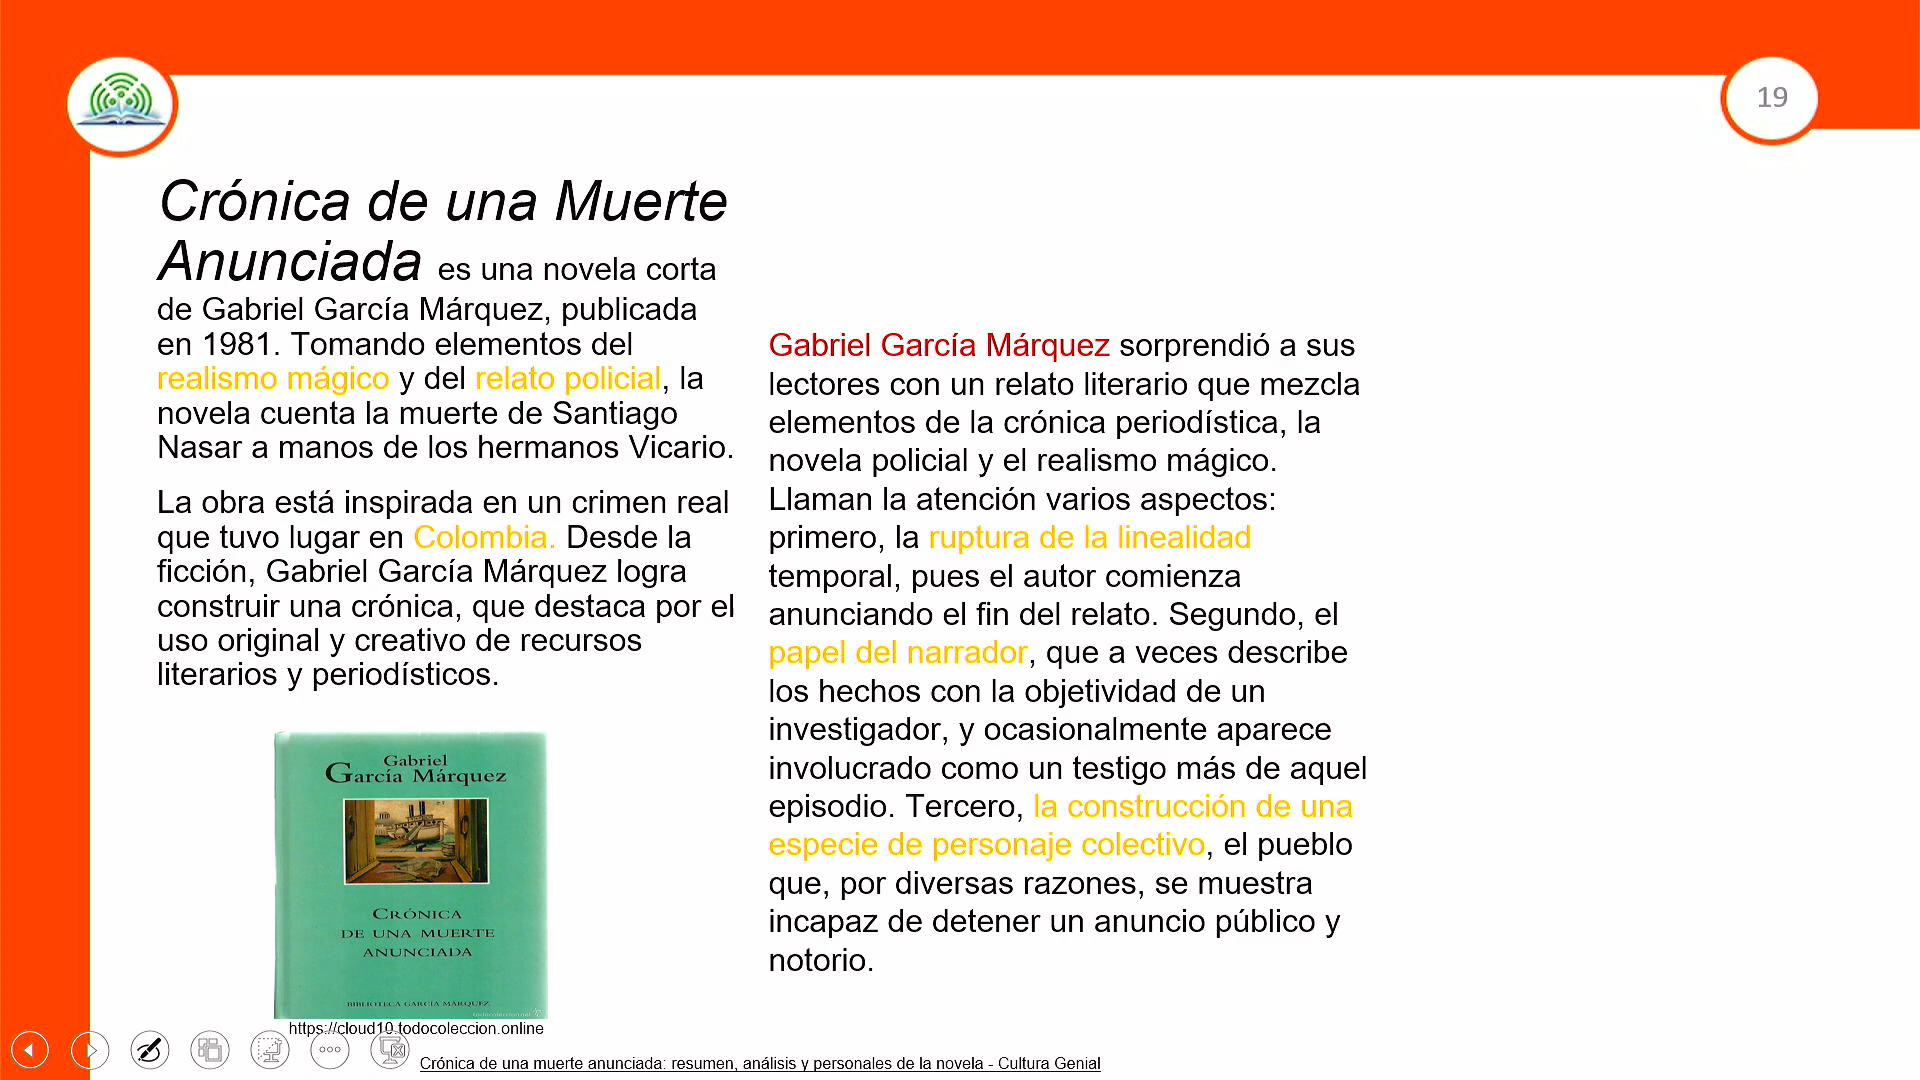 19
Crónica de una Muerte
Anunciada es una novela corta
de Gabriel García Márquez, publicada
en 1981. Tomando elementos del
realismo mágico y del relato policial, la
novela cuenta la muerte de Santiago
Nasar a manos de los hermanos Vicario.
La obra está inspirada en un crimen real
que tuvo lugar en Colombia. Desde la
ficción, Gabriel García Márquez logra
construir una crónica, que destaca por el
uso original y creativo de recursos
literarios y periodísticos.
Gabriel
García Márquez
CRÓNICA
DE UNA MUERTE
ANUNCIADA
BIBLIOTECA GARCÍA MÁRQUEZ
todocoleccion.net
https://cloud10.todocoleccion.online
Gabriel García Márquez sorprendió a sus
lectores con un relato literario que mezcla
elementos de la crónica periodística, la
novela policial y el realismo mágico.
Llaman la atención varios aspectos:
primero, la ruptura de la linealidad
temporal, pues el autor comienza
anunciando el fin del relato. Segundo, el
papel del narrador, que a veces describe
los hechos con la objetividad de un
investigador, y ocasionalmente aparece
involucrado como un testigo más de aquel
episodio. Tercero, la construcción de una
especie de personaje colectivo, el pueblo
que, por diversas razones, se muestra
incapaz de detener un anuncio público y
notorio.
Crónica de una muerte anunciada: resumen, análisis y personales de la novela - Cultura Genial